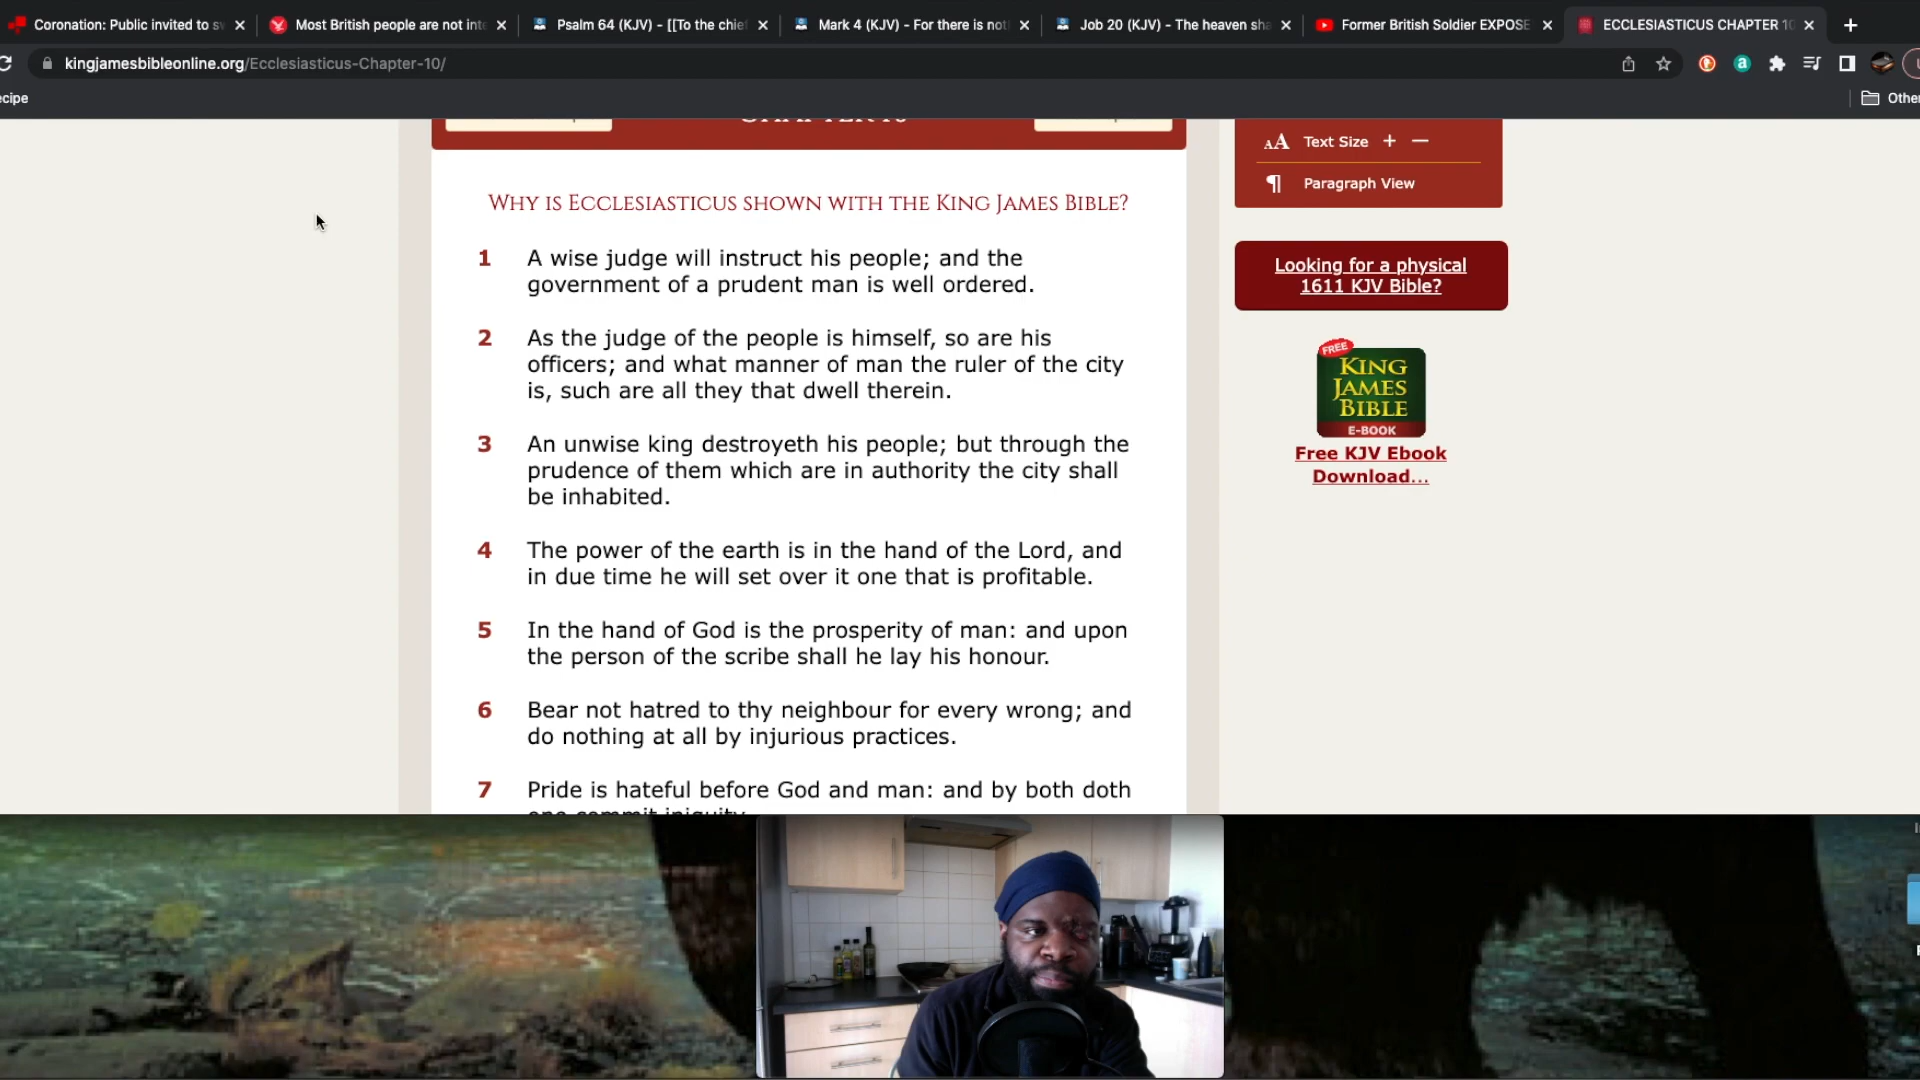 Coronation: Public invited to sw
Most British people are not inte
Psalm 64 (KJV) - [[To the chief
Mark 4 (KJV) - For there is not
Job 20 (KJV) - The heaven sha
Former British Soldier EXPOSE
ECCLESIASTICUS CHAPTER 10
kingjamesbibleonline.org/Ecclesiasticus-Chapter-10/
ecipe
Other
AA Text Size + —
¶ Paragraph View
WHY IS ECCLESIASTICUS SHOWN WITH THE KING JAMES BIBLE?
1 A wise judge will instruct his people; and the
government of a prudent man is well ordered.
2 As the judge of the people is himself, so are his
officers; and what manner of man the ruler of the city
is, such are all they that dwell therein.
3 An unwise king destroyeth his people; but through the
prudence of them which are in authority the city shall
be inhabited.
4 The power of the earth is in the hand of the Lord, and
in due time he will set over it one that is profitable.
5 In the hand of God is the prosperity of man: and upon
the person of the scribe shall he lay his honour.
6 Bear not hatred to thy neighbour for every wrong; and
do nothing at all by injurious practices.
7 Pride is hateful before God and man: and by both doth
one commit iniquity.
Looking for a physical
1611 KJV Bible?
FREE
KING
JAMES
BIBLE
E-BOOK
Free KJV Ebook
Download...